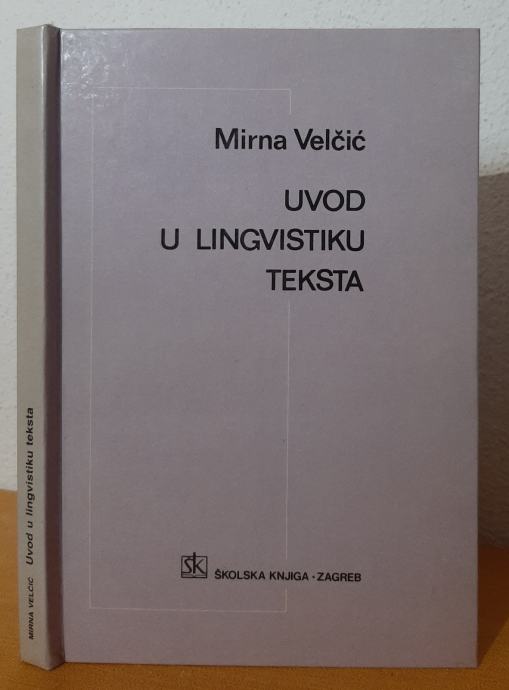 Mirna Velčić
UVOD
U LINGVISTIKU
TEKSTA
šk ŠKOLSKA KNJIGA · ZAGREB
MIRNA VELČIĆ Uvod u lingvistiku teksta